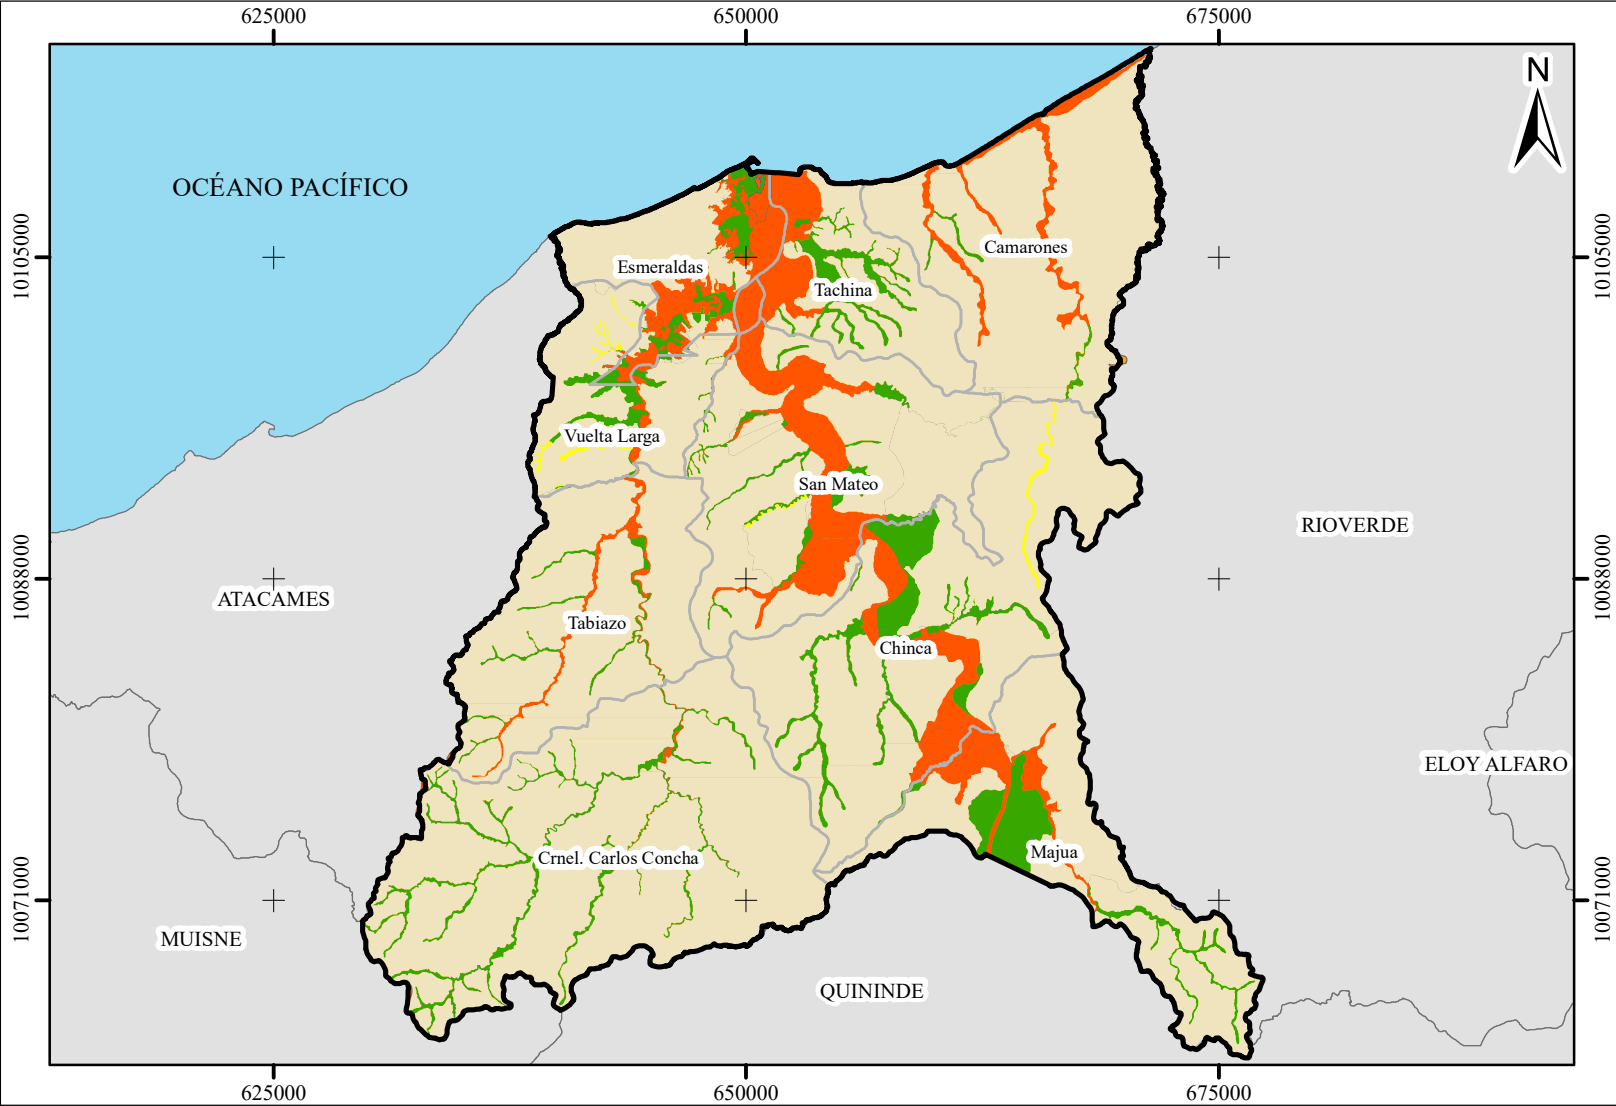 625000 650000 675000
N
OCÉANO PACÍFICO
10105000
10105000
Camarones
Esmeraldas
Tachina
Vuelta Larga
San Mateo
RIOVERDE
10088000
10088000
ATACAMES
Tabiazo
Chinca
ELOY ALFARO
Majua
Crnel. Carlos Concha
10071000
10071000
MUISNE
QUININDE
625000 650000 675000